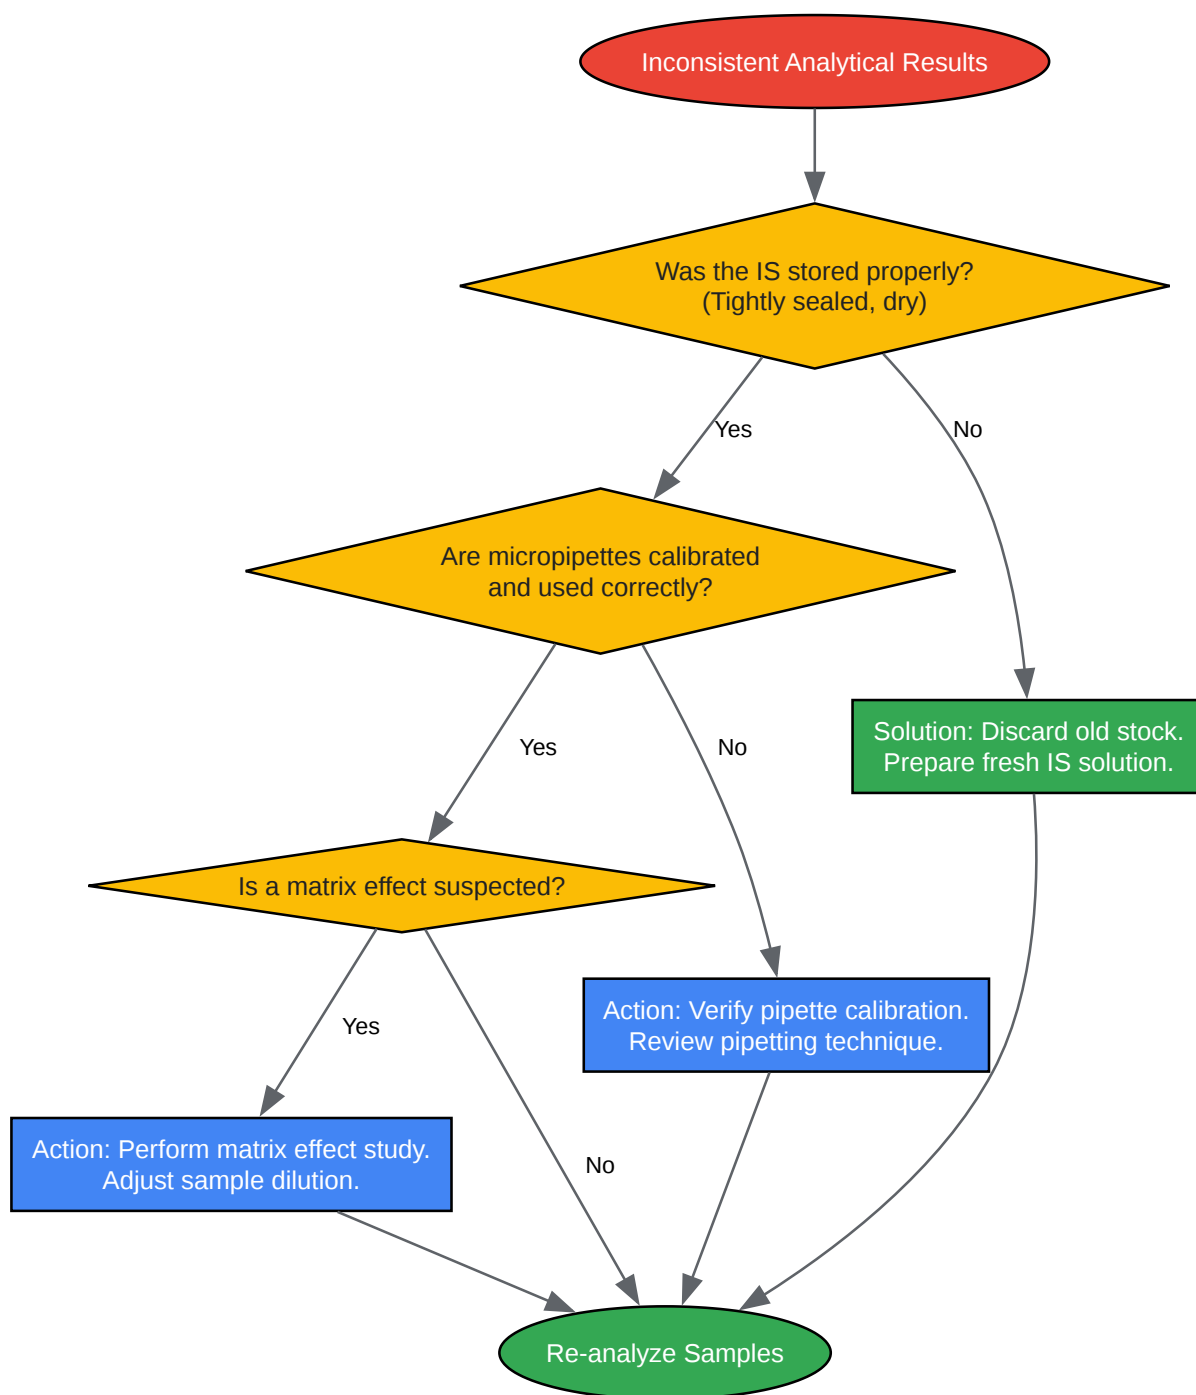 Inconsistent Analytical Results
Was the IS stored properly?
(Tightly sealed, dry)
Yes
No
Are micropipettes calibrated
and used correctly?
Yes
No
Solution: Discard old stock.
Prepare fresh IS solution.
Is a matrix effect suspected?
Yes
No
Action: Verify pipette calibration.
Review pipetting technique.
Action: Perform matrix effect study.
Adjust sample dilution.
Re-analyze Samples